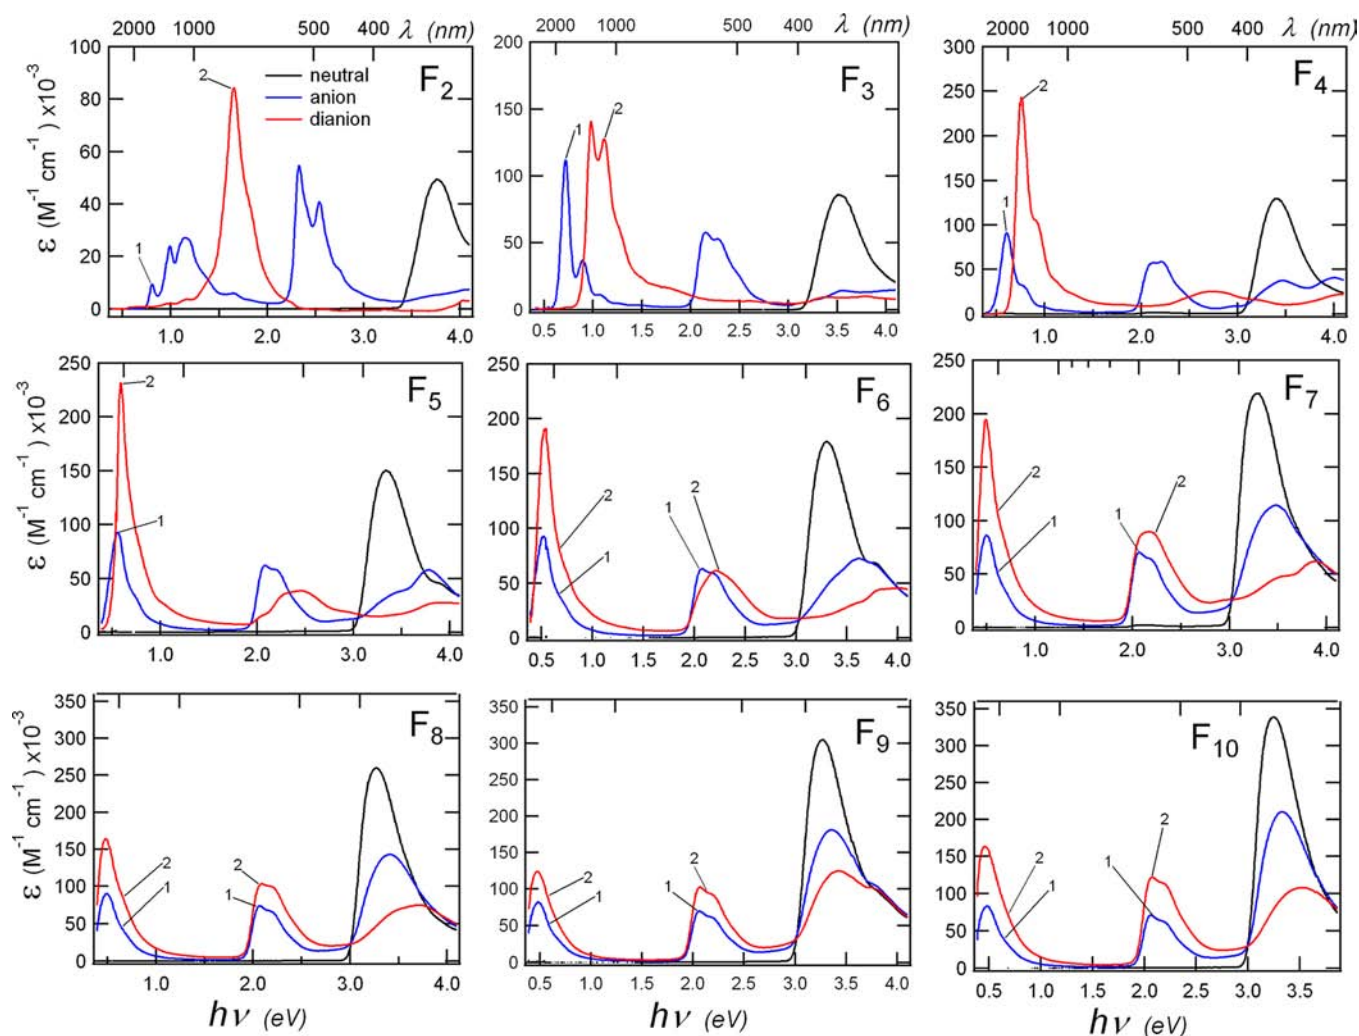 2000 1000 500 400 λ (nm)
2000 1000 500 400 λ (nm)
2000 1000 500 400 λ (nm)
ε (M⁻¹ cm⁻¹) x10⁻³
100
80
60
40
20
0
1.0 2.0 3.0 4.0
2
1
neutral
anion
dianion
F₂
200
150
100
50
0
0.5 1.0 1.5 2.0 2.5 3.0 3.5 4.0
1
2
F₃
300
250
200
150
100
50
0
1.0 2.0 3.0 4.0
2
1
F₄
ε (M⁻¹ cm⁻¹) x10⁻³
250
200
150
100
50
0
1.0 2.0 3.0 4.0
2
1
F₅
250
200
150
100
50
0
0.5 1.0 1.5 2.0 2.5 3.0 3.5 4.0
2
1
1
2
F₆
250
200
150
100
50
0
1.0 2.0 3.0 4.0
2
1
1
2
F₇
ε (M⁻¹ cm⁻¹) x10⁻³
350
300
250
200
150
100
50
0
1.0 2.0 3.0 4.0
2
1
2
1
F₈
hν (eV)
350
300
250
200
150
100
50
0
0.5 1.0 1.5 2.0 2.5 3.0 3.5 4.0
2
1
2
1
F₉
hν (eV)
350
300
250
200
150
100
50
0
0.5 1.0 1.5 2.0 2.5 3.0 3.5
2
1
2
1
F₁₀
hν (eV)